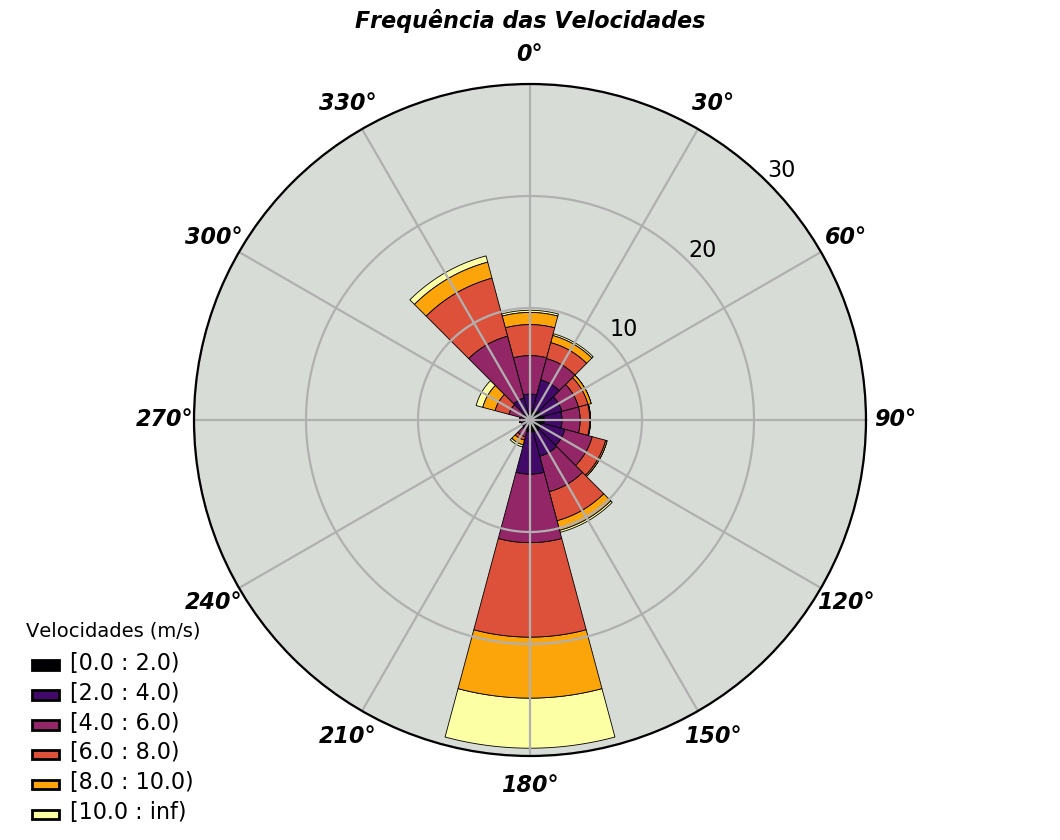 Frequência das Velocidades
0°
330°
30°
30
300°
60°
20
10
270°
90°
240°
120°
210°
150°
180°
Velocidades (m/s)
[0.0 : 2.0)
[2.0 : 4.0)
[4.0 : 6.0)
[6.0 : 8.0)
[8.0 : 10.0)
[10.0 : inf)